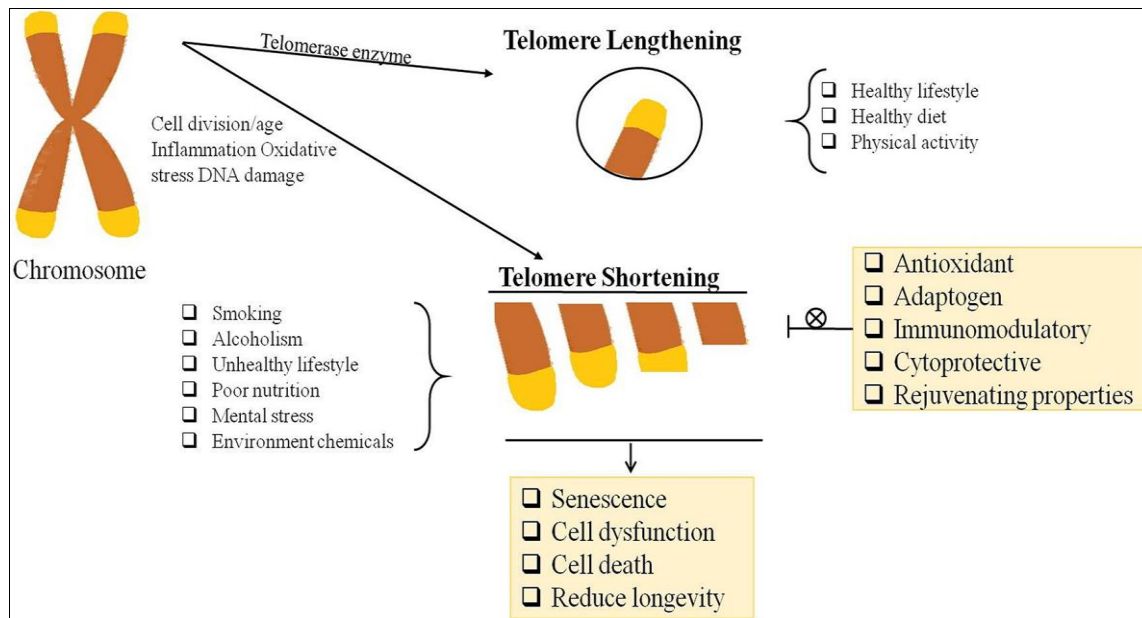 Telomerase enzyme
Telomere Lengthening
Healthy lifestyle
Healthy diet
Physical activity
Cell division/age
Inflammation Oxidative
stress DNA damage
Chromosome
Telomere Shortening
Smoking
Alcoholism
Unhealthy lifestyle
Poor nutrition
Mental stress
Environment chemicals
Antioxidant
Adaptogen
Immunomodulatory
Cytoprotective
Rejuvenating properties
Senescence
Cell dysfunction
Cell death
Reduce longevity